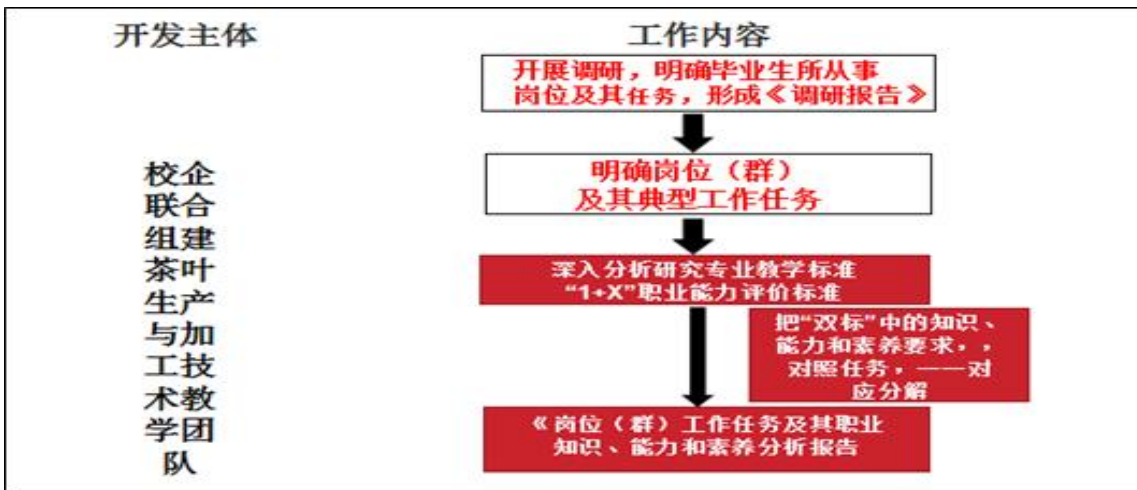 开发主体
工作内容
开展调研，明确毕业生所从事
岗位及其任务，形成《调研报告》
校企
联合
组建
茶叶
生产
与加
工技
术教
学团
队
明确岗位（群）
及其典型工作任务
深入分析研究专业教学标准
“1+X”职业能力评价标准
把“双标”中的知识、
能力和素养要求，，
对照任务，一一对
应分解
《岗位（群）工作任务及其职业
知识、能力和素养分析报告